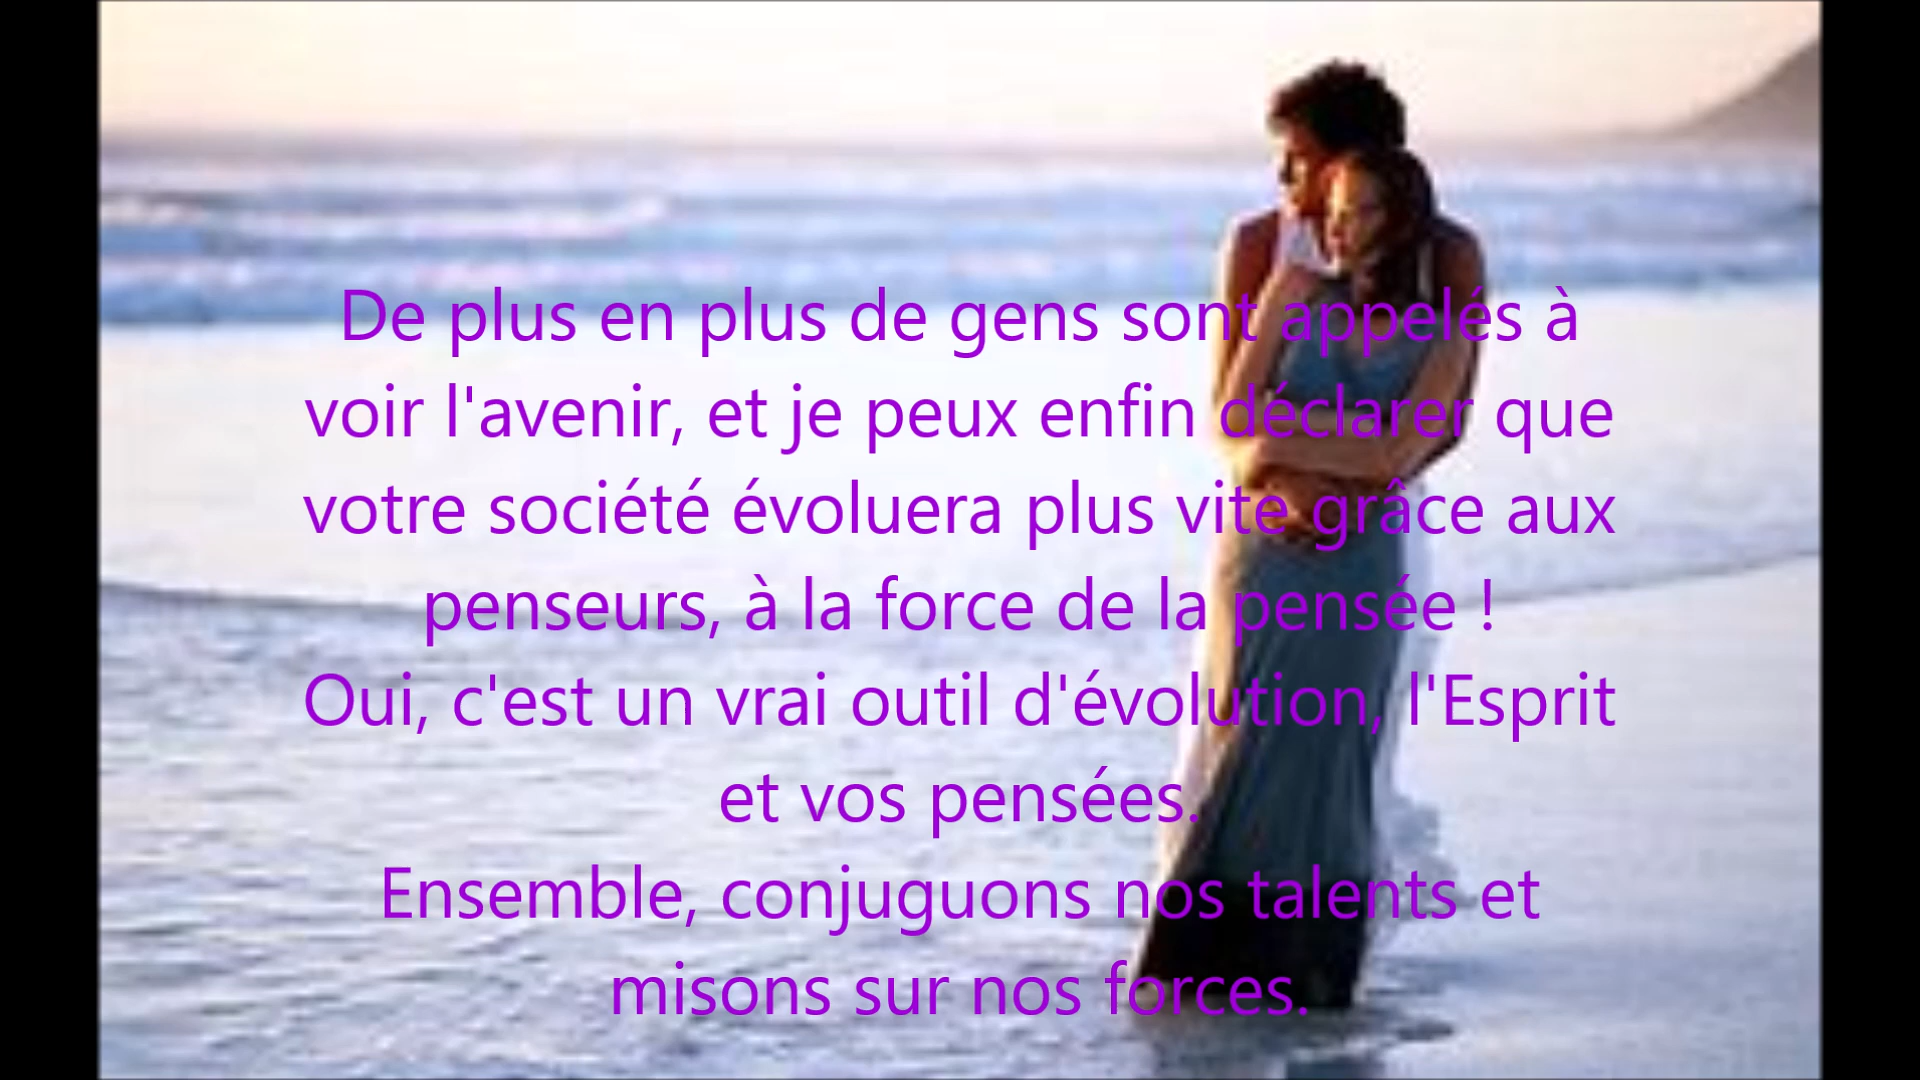 De plus en plus de gens sont appelés à
voir l'avenir, et je peux enfin déclarer que
votre société évoluera plus vite grâce aux
penseurs, à la force de la pensée !
Oui, c'est un vrai outil d'évolution, l'Esprit
et vos pensées.
Ensemble, conjuguons nos talents et
misons sur nos forces.